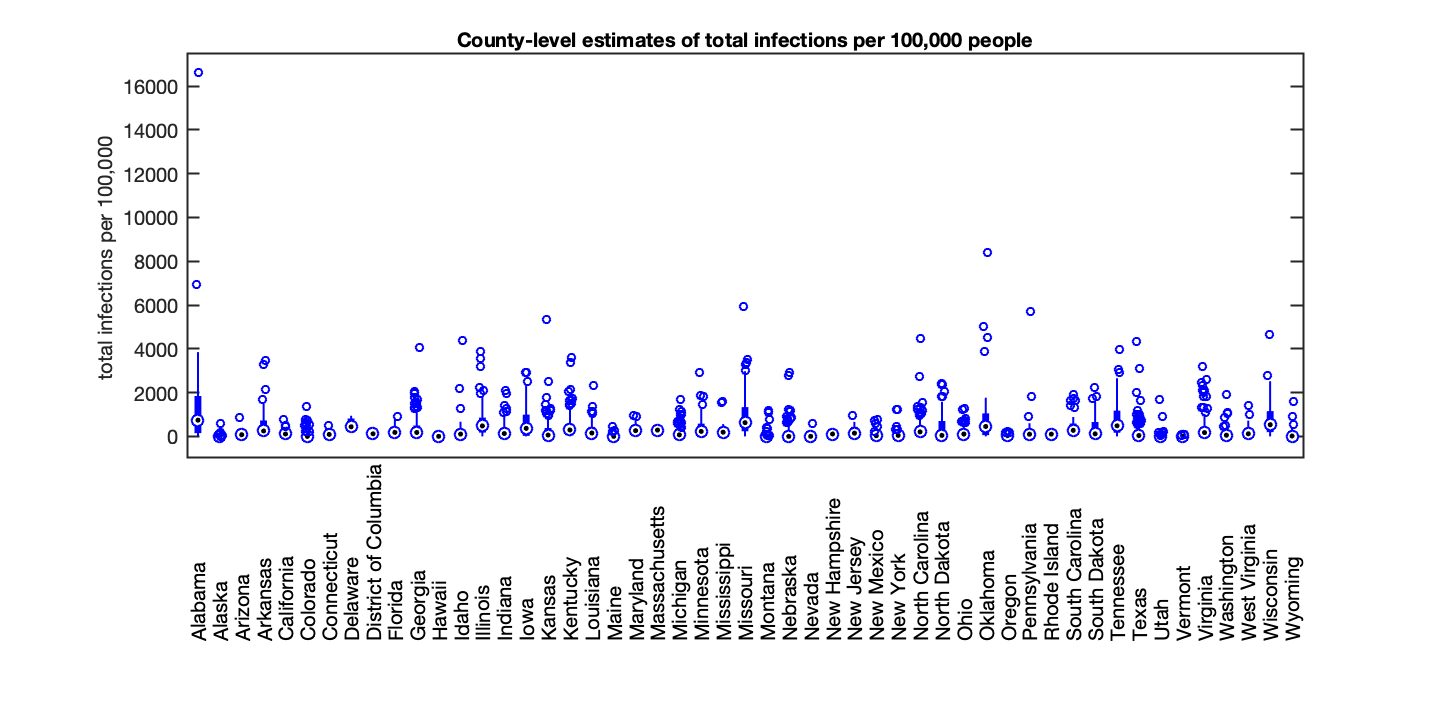 County-level estimates of total infections per 100,000 people
total infections per 100,000
16000
14000
12000
10000
8000
6000
4000
2000
0
Alabama
Alaska
Arizona
Arkansas
California
Colorado
Connecticut
Delaware
District of Columbia
Florida
Georgia
Hawaii
Idaho
Illinois
Indiana
Iowa
Kansas
Kentucky
Louisiana
Maine
Maryland
Massachusetts
Michigan
Minnesota
Mississippi
Missouri
Montana
Nebraska
Nevada
New Hampshire
New Jersey
New Mexico
New York
North Carolina
North Dakota
Ohio
Oklahoma
Oregon
Pennsylvania
Rhode Island
South Carolina
South Dakota
Tennessee
Texas
Utah
Vermont
Virginia
Washington
West Virginia
Wisconsin
Wyoming